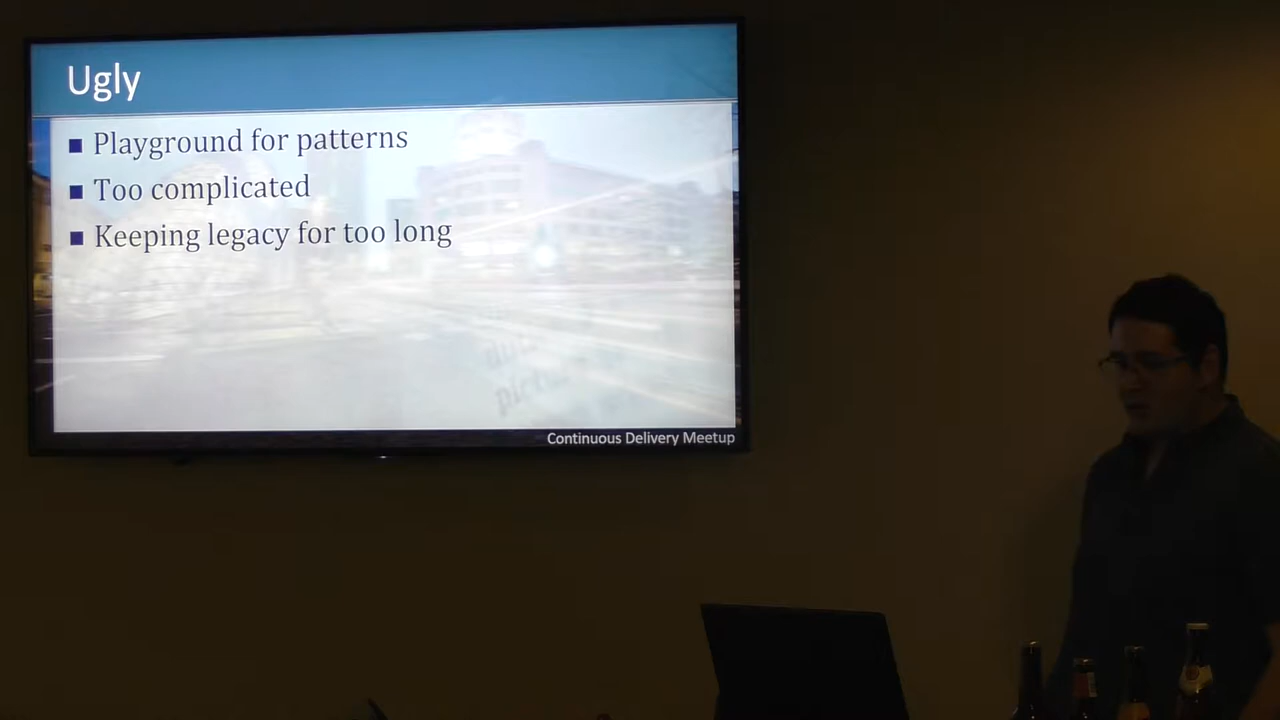 Ugly
Playground for patterns
Too complicated
Keeping legacy for too long
Continuous Delivery Meetup